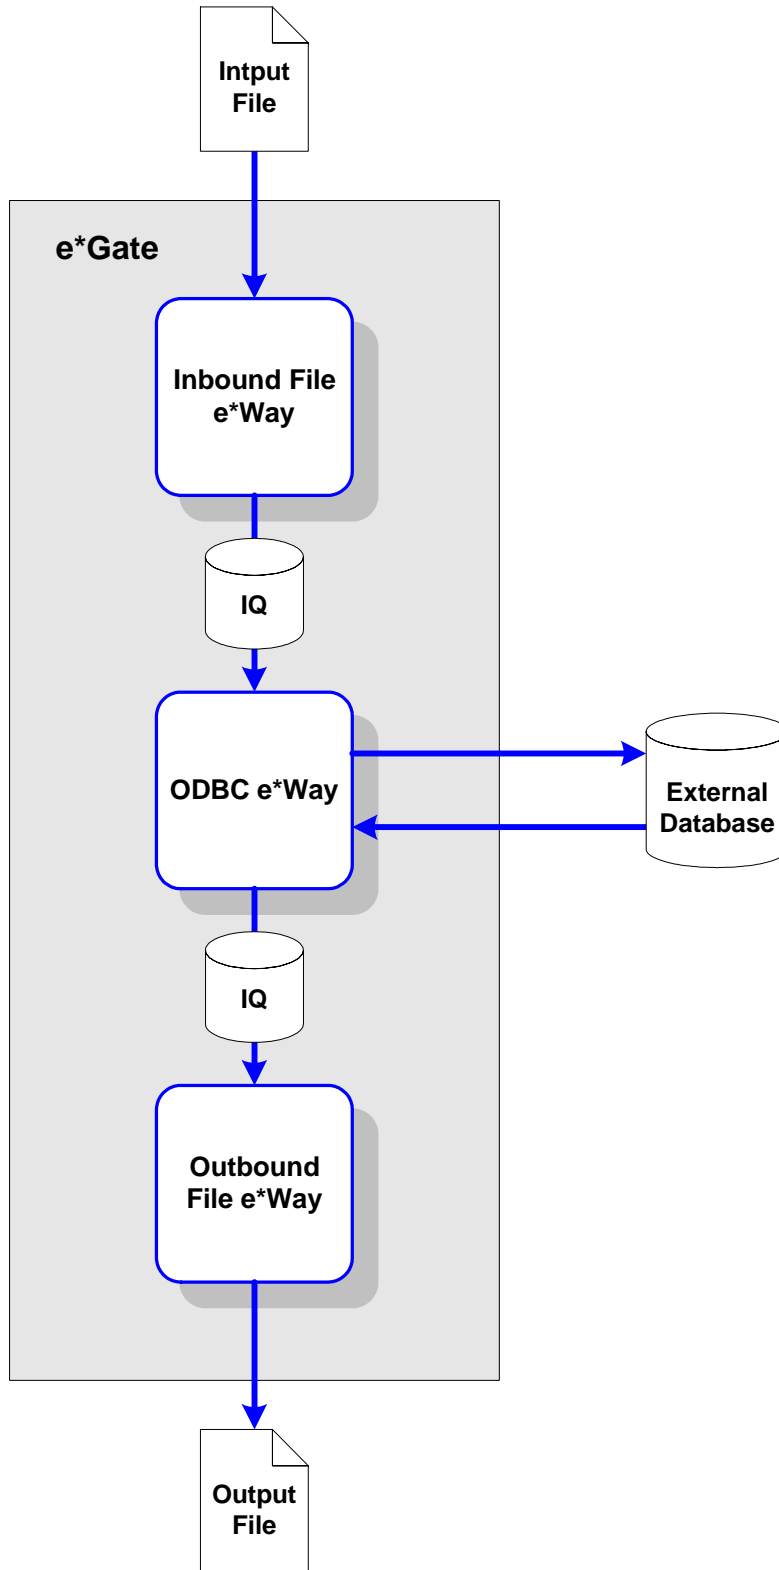 Intput
File
e*Gate
Inbound File
e*Way
IQ
ODBC e*Way
External
Database
IQ
Outbound
File e*Way
Output
File